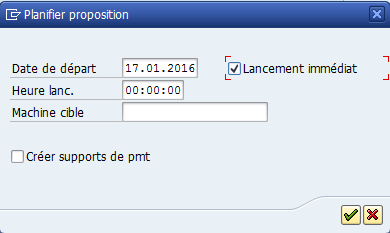 Planifier proposition
Date de départ 17.01.2016 Lancement immédiat
Heure lanc. 00:00:00
Machine cible
Créer supports de pmt